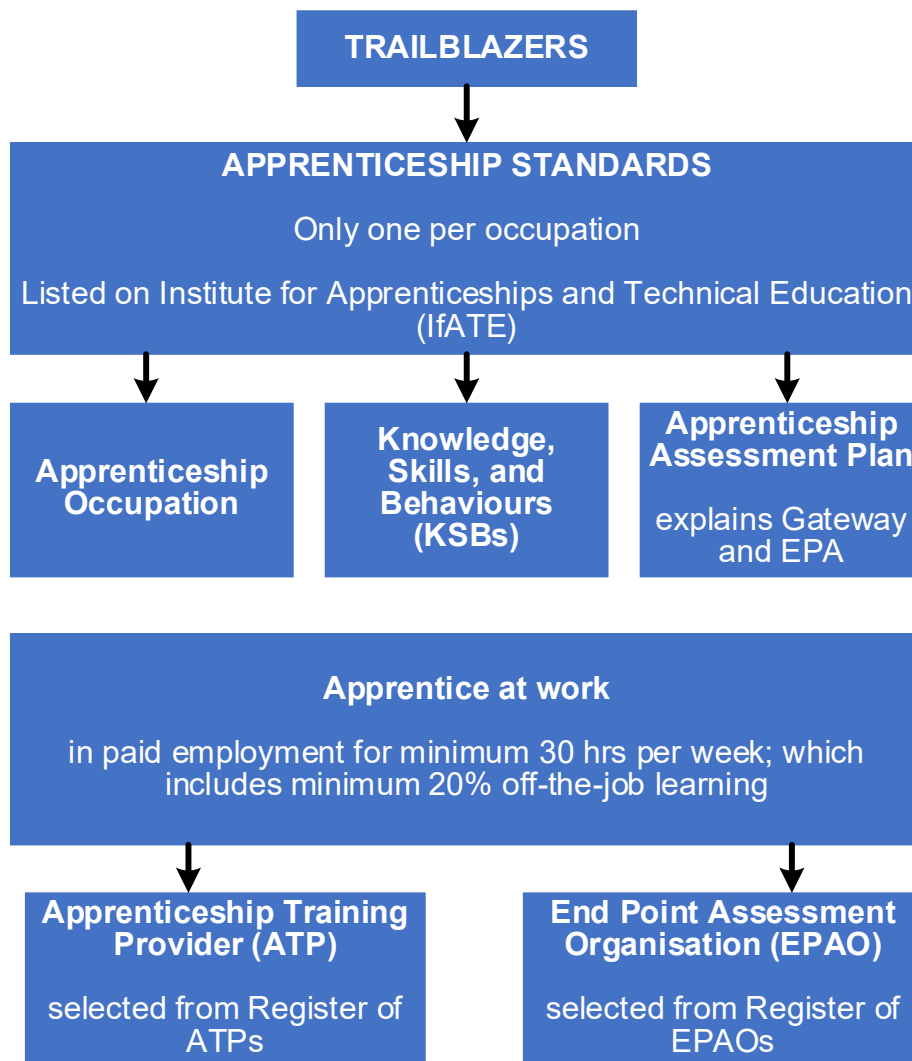 TRAILBLAZERS
APPRENTICESHIP STANDARDS
Only one per occupation
Listed on Institute for Apprenticeships and Technical Education
(IfATE)
Apprenticeship
Occupation
Knowledge,
Skills, and
Behaviours
(KSBs)
Apprenticeship
Assessment Plan
explains Gateway
and EPA
Apprentice at work
in paid employment for minimum 30 hrs per week; which
includes minimum 20% off-the-job learning
Apprenticeship Training
Provider (ATP)
selected from Register of
ATPs
End Point Assessment
Organisation (EPAO)
selected from Register of
EPAOs